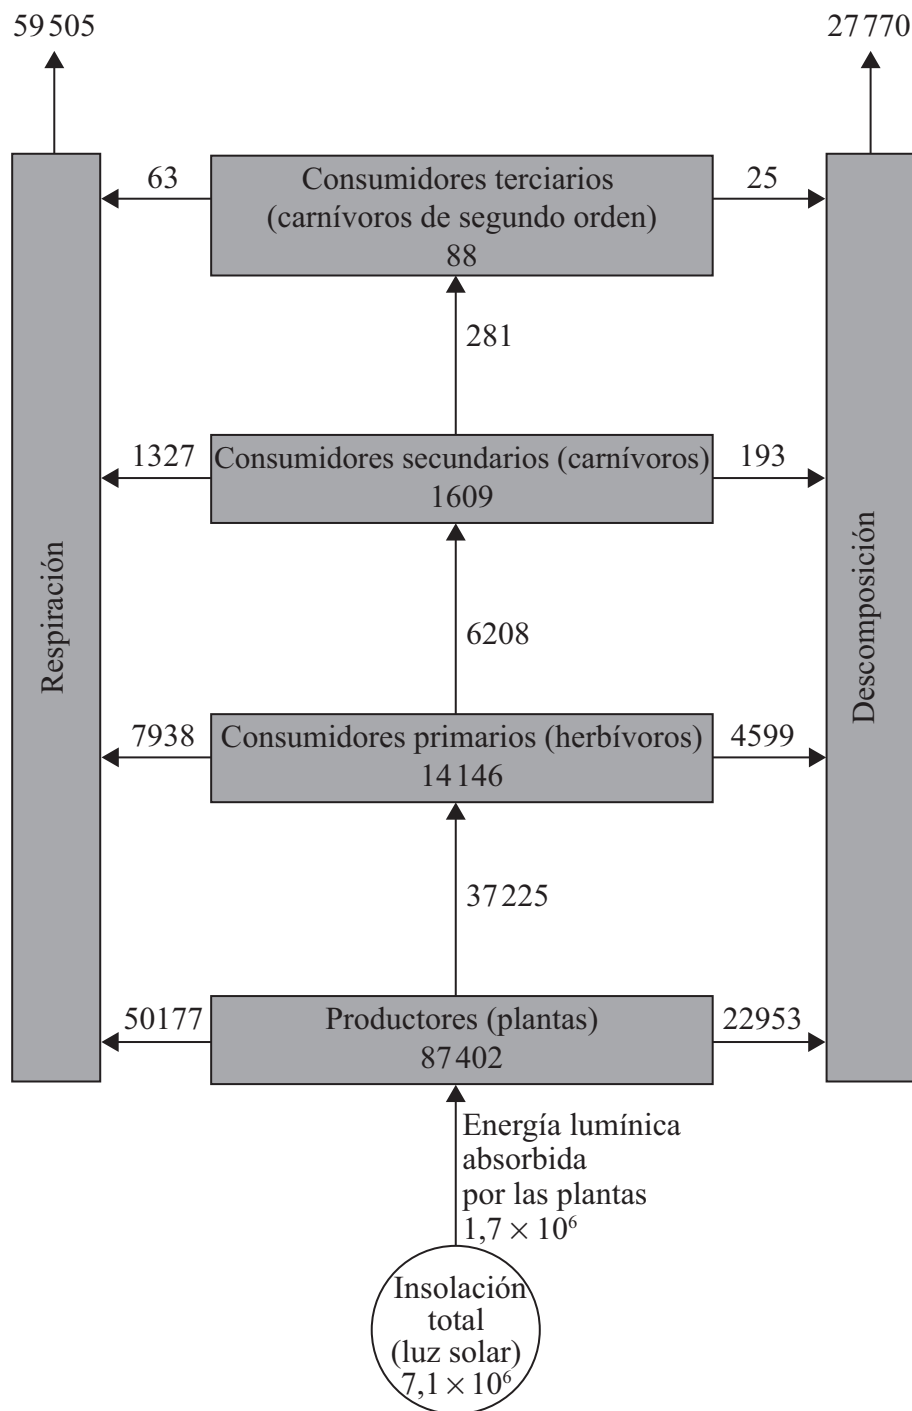 59 505
27 770
63
Consumidores terciarios
(carnívoros de segundo orden)
88
25
281
1327
Consumidores secundarios (carnívoros)
1609
193
Respiración
Descomposición
6208
7938
Consumidores primarios (herbívoros)
14 146
4599
37 225
50177
Productores (plantas)
87 402
22953
Energía lumínica
absorbida
por las plantas
1,7 × 10⁶
Insolación
total
(luz solar)
7,1 × 10⁶